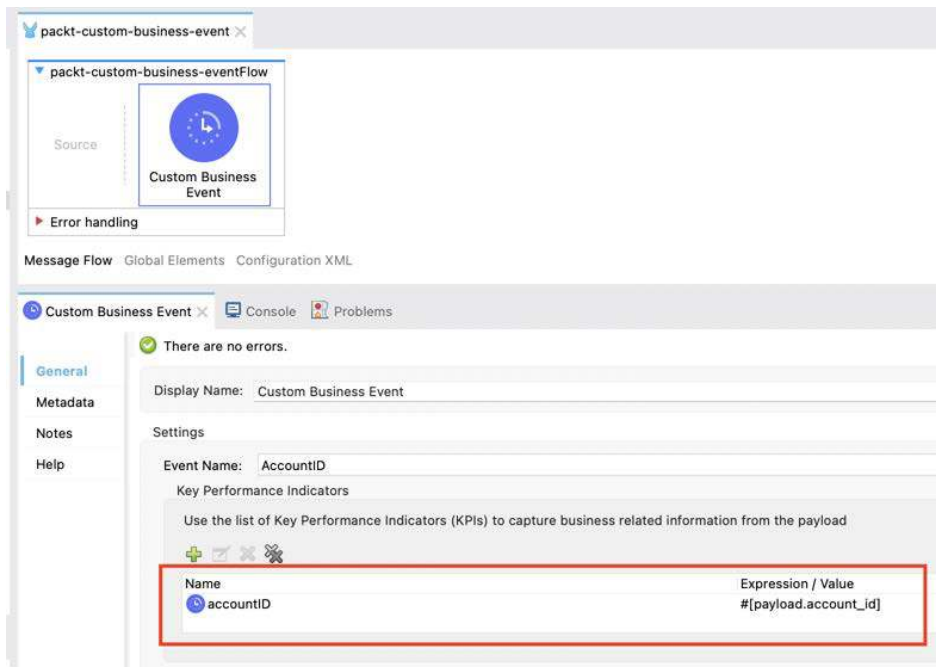 packt-custom-business-event
packt-custom-business-eventFlow
Source
Custom Business
Event
Error handling
Message Flow Global Elements Configuration XML
Custom Business Event Console Problems
There are no errors.
General
Display Name: Custom Business Event
Metadata
Notes
Settings
Help
Event Name: AccountID
Key Performance Indicators
Use the list of Key Performance Indicators (KPIs) to capture business related information from the payload
Name Expression / Value
accountID #[payload.account_id]